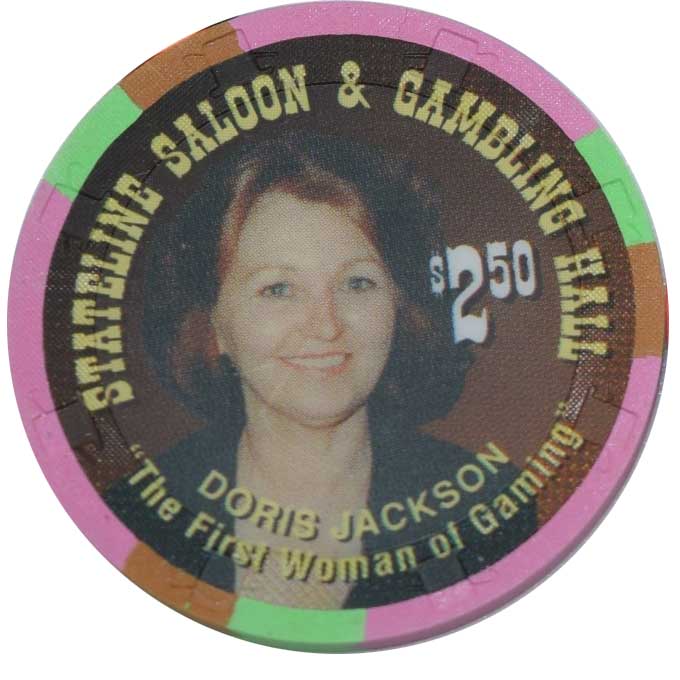 STATELINE SALOON & GAMBLING HALL
$2.50
DORIS JACKSON
"The First Woman of Gaming"